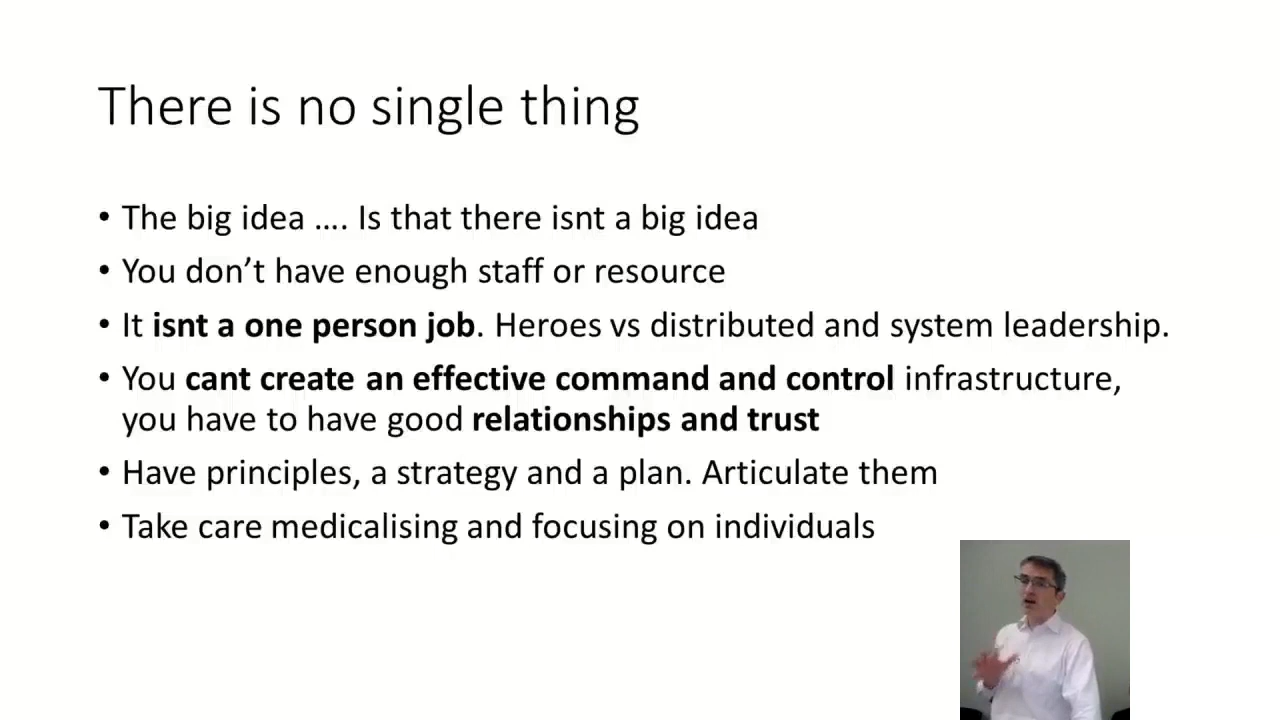 There is no single thing
• The big idea …. Is that there isnt a big idea
• You don’t have enough staff or resource
• It isnt a one person job. Heroes vs distributed and system leadership.
• You cant create an effective command and control infrastructure,
you have to have good relationships and trust
• Have principles, a strategy and a plan. Articulate them
• Take care medicalising and focusing on individuals